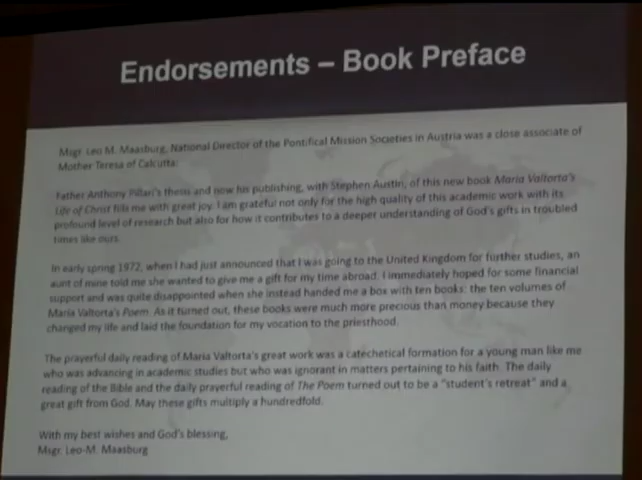 Endorsements – Book Preface
Msgr. Leo M. Maasburg, National Director of the Pontifical Mission Societies in Austria was a close associate of
Mother Teresa of Calcutta:
Father Anthony Pillari's thesis and now his publishing, with Stephen Austin, of this new book Maria Valtorta's
Life of Christ fills me with great joy. I am grateful not only for the high quality of this academic work with its
profound level of research but also for how it contributes to a deeper understanding of God's gifts in troubled
times like ours.
In early spring 1972, when I had just announced that I was going to the United Kingdom for further studies, an
aunt of mine told me she wanted to give me a gift for my time abroad. I immediately hoped for some financial
support and was quite disappointed when she instead handed me a box with ten books: the ten volumes of
Maria Valtorta's Poem. As it turned out, these books were much more precious than money because they
changed my life and laid the foundation for my vocation to the priesthood.
The prayerful daily reading of Maria Valtorta's great work was a catechetical formation for a young man like me
who was advancing in academic studies but who was ignorant in matters pertaining to his faith. The daily
reading of the Bible and the daily prayerful reading of The Poem turned out to be a "student's retreat" and a
great gift from God. May these gifts multiply a hundredfold.
With my best wishes and God's blessing,
Msgr. Leo-M. Maasburg